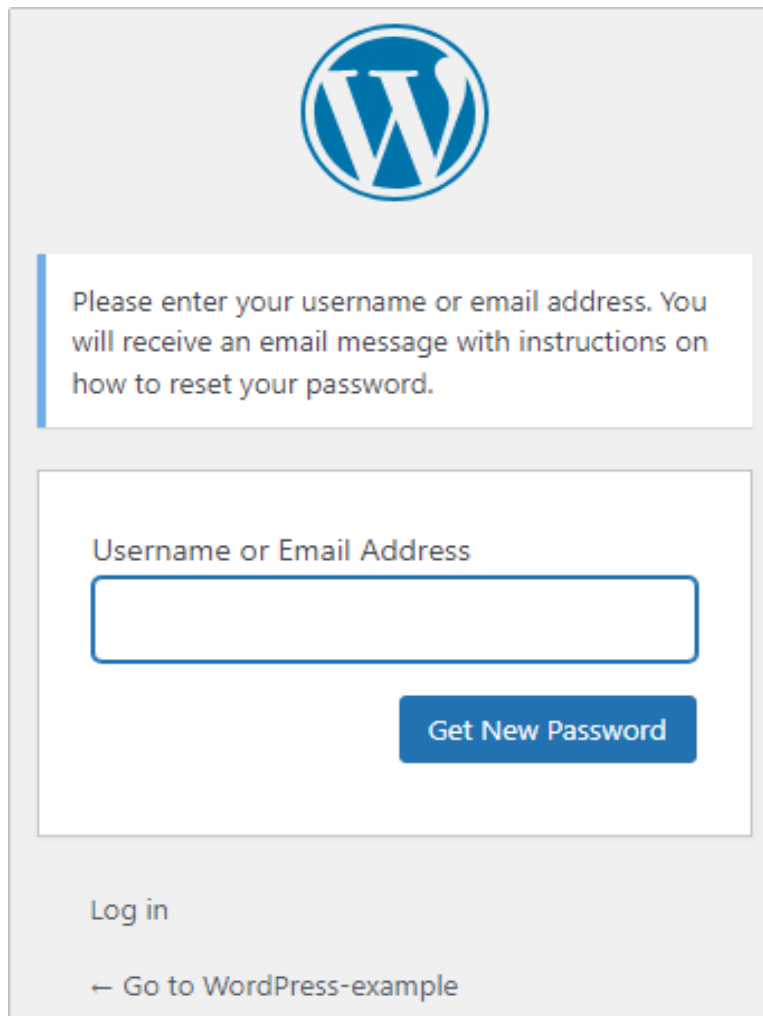 Please enter your username or email address. You
will receive an email message with instructions on
how to reset your password.
Username or Email Address
Get New Password
Log in
← Go to WordPress-example